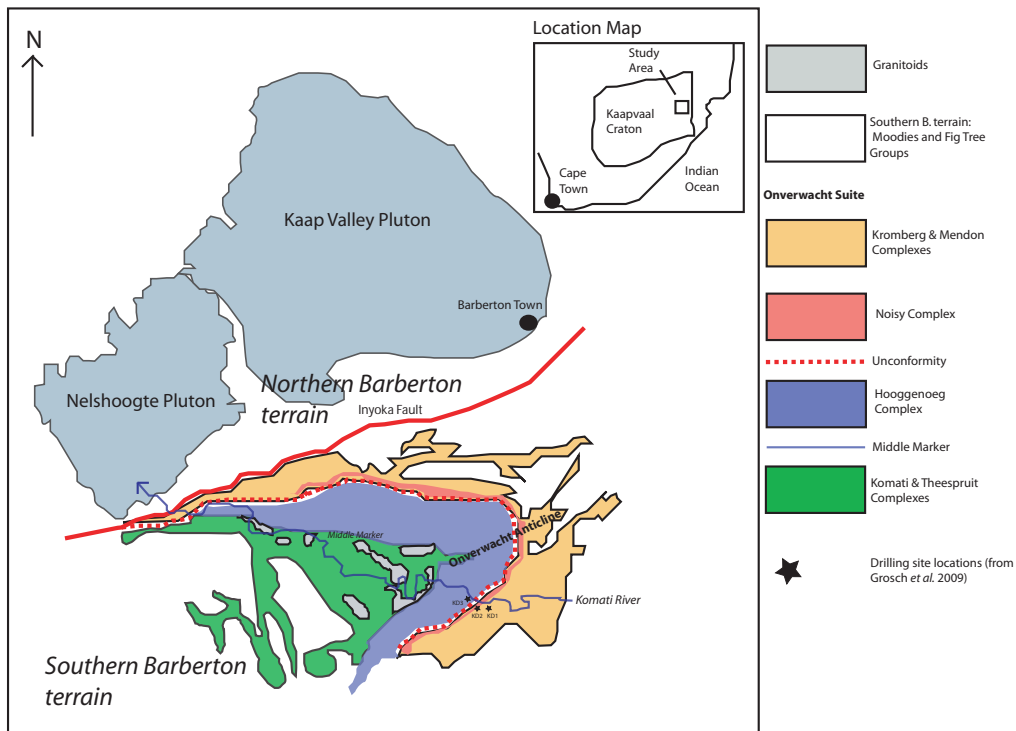 N
Location Map
Study
Area
Kaapvaal
Craton
Cape
Town
Indian
Ocean
Kaap Valley Pluton
Barberton Town
Nelshoogte Pluton
Northern Barberton
terrain
Inyoka Fault
Middle Marker
Onverwacht Anticline
KD3
KD2
KD1
Komati River
Southern Barberton
terrain
Granitoids
Southern B. terrain:
Moodies and Fig Tree
Groups
Onverwacht Suite
Kromberg & Mendon
Complexes
Noisy Complex
Unconformity
Hooggenoeg
Complex
Middle Marker
Komati & Theespruit
Complexes
Drilling site locations (from
Grosch et al. 2009)